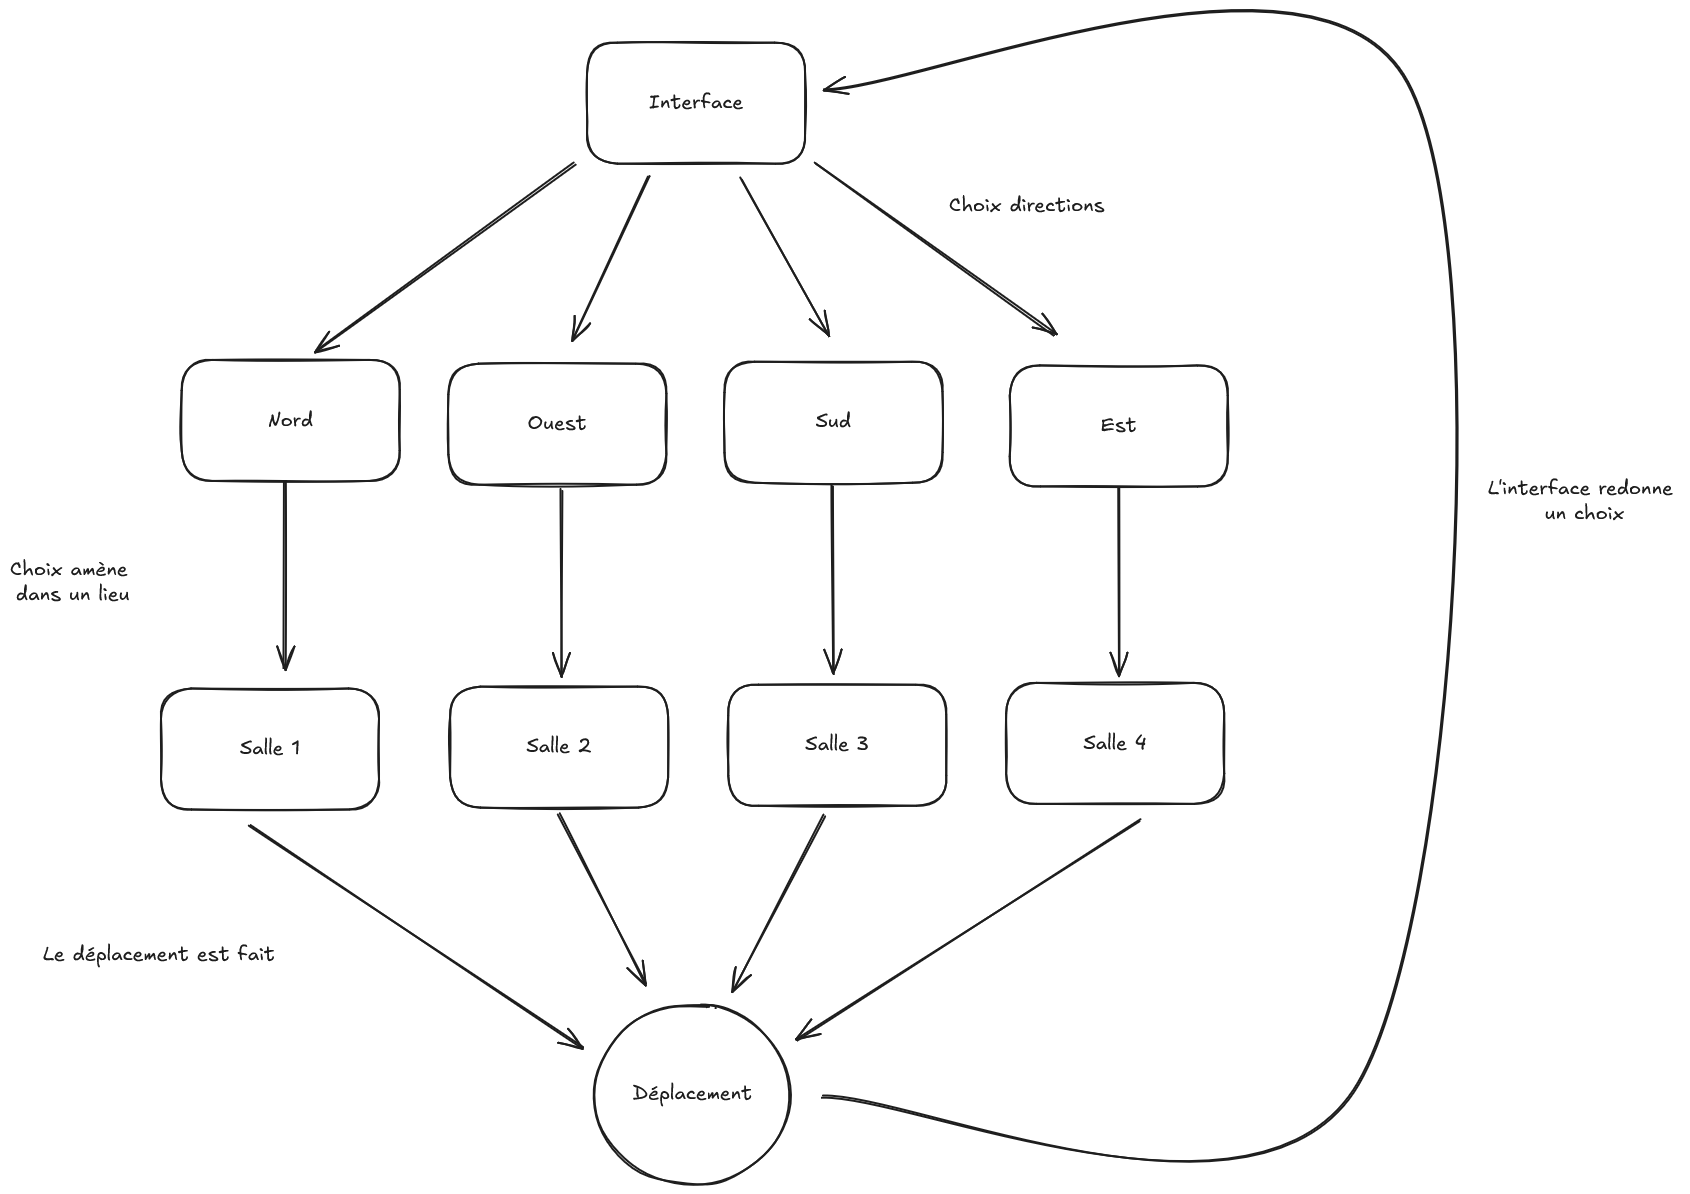 Interface
Choix directions
Nord
Ouest
Sud
Est
L'interface redonne
un choix
Choix amène
dans un lieu
Salle 1
Salle 2
Salle 3
Salle 4
Le déplacement est fait
Déplacement